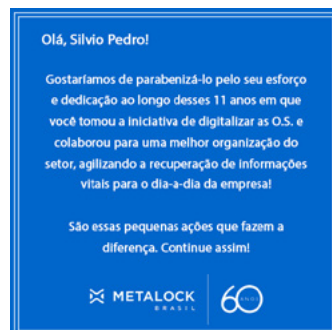 Olá, Silvio Pedro!
Gostaríamos de parabenizá-lo pelo seu esforço
e dedicação ao longo desses 11 anos em que
você tomou a iniciativa de digitalizar as O.S. e
colaborou para uma melhor organização do
setor, agilizando a recuperação de informações
vitais para o dia-a-dia da empresa!
São essas pequenas ações que fazem a
diferença. Continue assim!
METALOCK
BRASIL
60 ANOS